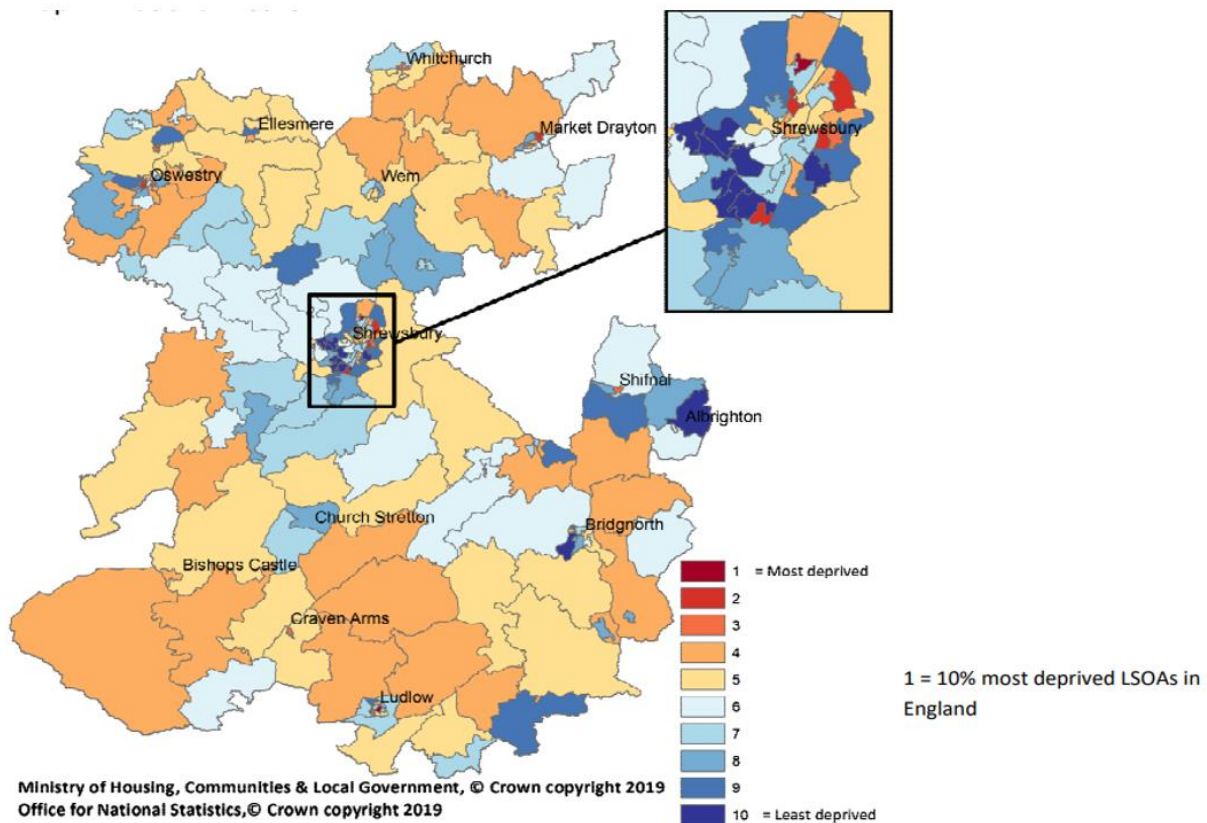 Whitchurch
Ellesmere
Market Drayton
Oswestry
Wem
Shrewsbury
Shrewsbury
Shifnal
Albrighton
Church Stretton
Bridgnorth
Bishops Castle
Craven Arms
Ludlow
1 = Most deprived
2
3
4
5
6
7
8
9
10 = Least deprived
1 = 10% most deprived LSOAs in
England
Ministry of Housing, Communities & Local Government, © Crown copyright 2019
Office for National Statistics,© Crown copyright 2019